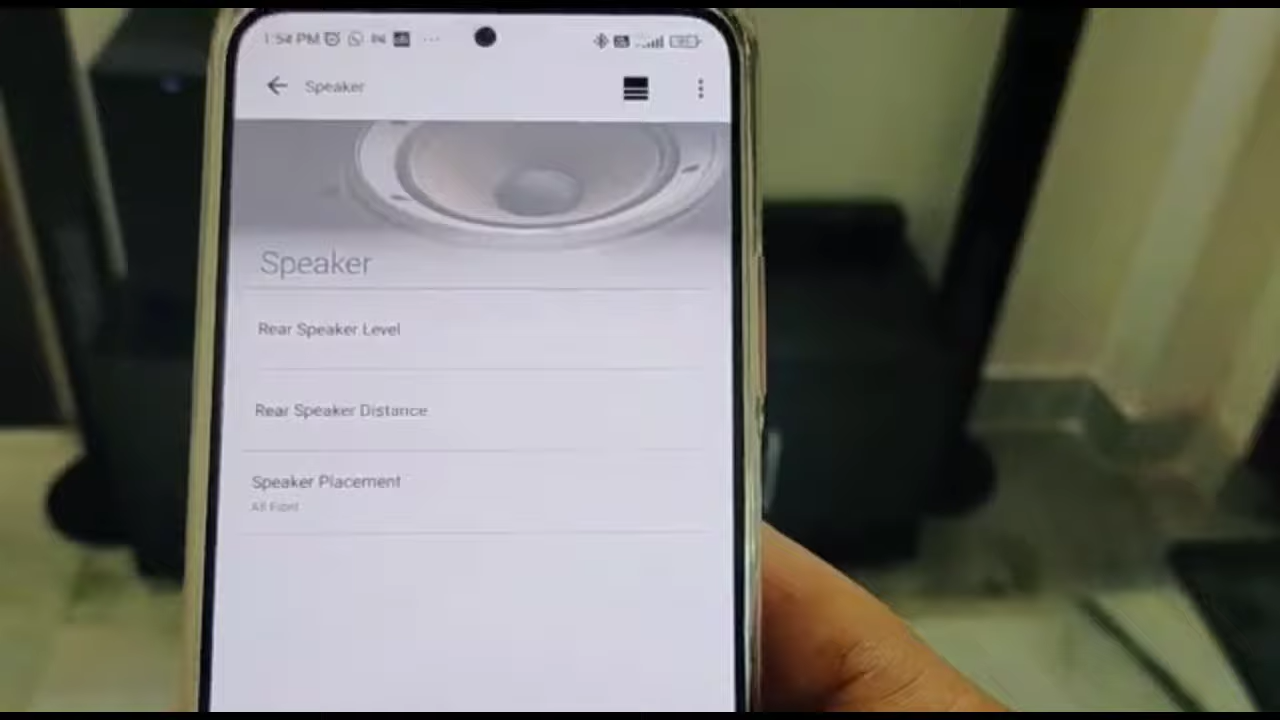 1:54 PM
Speaker
Speaker
Rear Speaker Level
Rear Speaker Distance
Speaker Placement
All Front